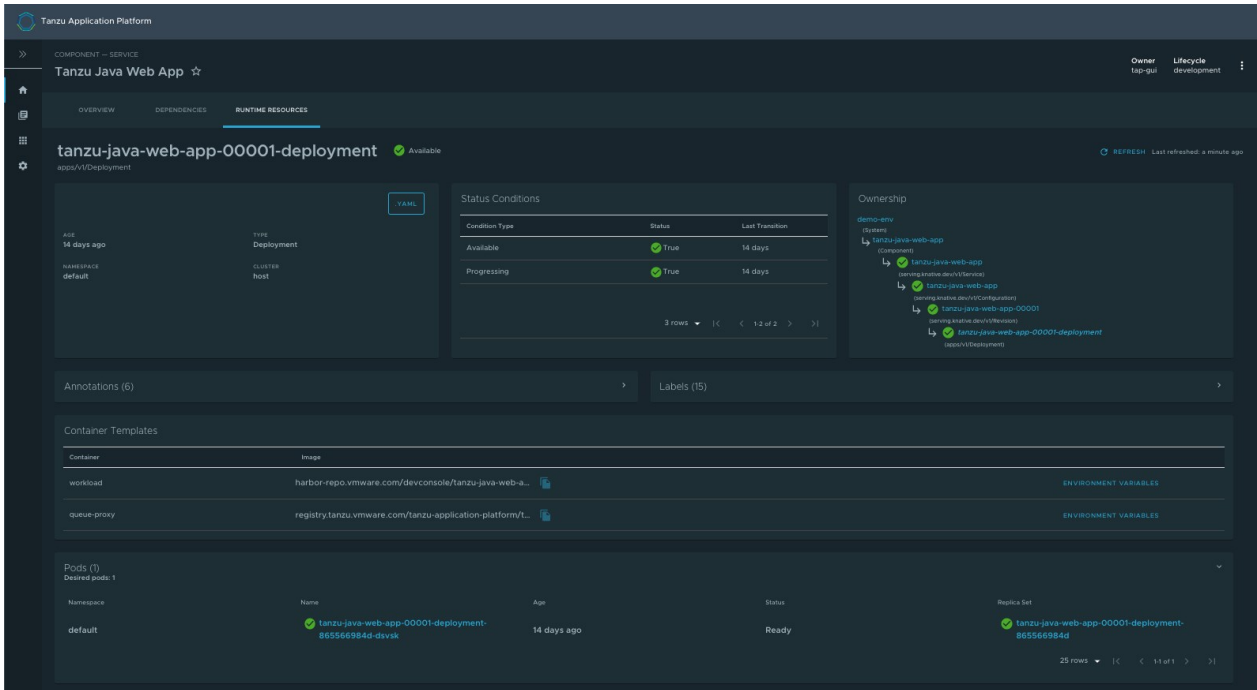 Tanzu Application Platform
COMPONENT — SERVICE
Tanzu Java Web App
Owner
tap-gui
Lifecycle
development
OVERVIEW
DEPENDENCIES
RUNTIME RESOURCES
tanzu-java-web-app-00001-deployment
Available
apps/v1/Deployment
REFRESH Last refreshed: a minute ago
.YAML
AGE
14 days ago
TYPE
Deployment
NAMESPACE
default
CLUSTER
host
Status Conditions
Condition Type Status Last Transition
Available True 14 days
Progressing True 14 days
3 rows 1-2 of 2
Ownership
demo-env
(System)
tanzu-java-web-app
(Component)
tanzu-java-web-app
(serving.knative.dev/v1/Service)
tanzu-java-web-app
(serving.knative.dev/v1/Configuration)
tanzu-java-web-app-00001
(serving.knative.dev/v1/Revision)
tanzu-java-web-app-00001-deployment
(apps/v1/Deployment)
Annotations (6)
Labels (15)
Container Templates
Container Image
workload harbor-repo.vmware.com/devconsole/tanzu-java-web-a... ENVIRONMENT VARIABLES
queue-proxy registry.tanzu.vmware.com/tanzu-application-platform/t... ENVIRONMENT VARIABLES
Pods (1)
Desired pods: 1
Namespace Name Age Status Replica Set
default
tanzu-java-web-app-00001-deployment-
865566984d-dsvsk
14 days ago
Ready
tanzu-java-web-app-00001-deployment-
865566984d
25 rows 1-1 of 1